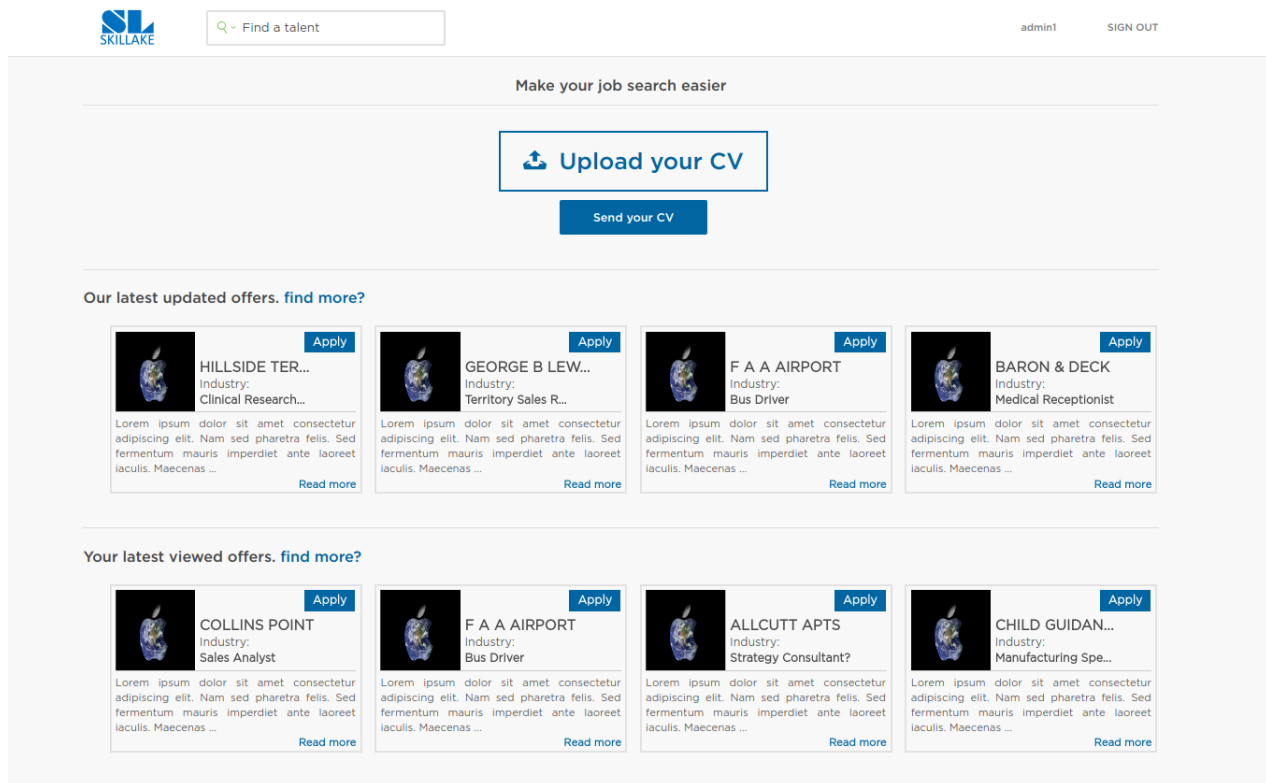 SL
SKILLAKE
Find a talent
admin1
SIGN OUT
Make your job search easier
Upload your CV
Send your CV
Our latest updated offers. find more?
Apply
HILLSIDE TER...
Industry:
Clinical Research...
Lorem ipsum dolor sit amet consectetur
adipiscing elit. Nam sed pharetra felis. Sed
fermentum mauris imperdiet ante laoreet
iaculis. Maecenas ...
Read more
Apply
GEORGE B LEW...
Industry:
Territory Sales R...
Lorem ipsum dolor sit amet consectetur
adipiscing elit. Nam sed pharetra felis. Sed
fermentum mauris imperdiet ante laoreet
iaculis. Maecenas ...
Read more
Apply
F A A AIRPORT
Industry:
Bus Driver
Lorem ipsum dolor sit amet consectetur
adipiscing elit. Nam sed pharetra felis. Sed
fermentum mauris imperdiet ante laoreet
iaculis. Maecenas ...
Read more
Apply
BARON & DECK
Industry:
Medical Receptionist
Lorem ipsum dolor sit amet consectetur
adipiscing elit. Nam sed pharetra felis. Sed
fermentum mauris imperdiet ante laoreet
iaculis. Maecenas ...
Read more
Your latest viewed offers. find more?
Apply
COLLINS POINT
Industry:
Sales Analyst
Lorem ipsum dolor sit amet consectetur
adipiscing elit. Nam sed pharetra felis. Sed
fermentum mauris imperdiet ante laoreet
iaculis. Maecenas ...
Read more
Apply
F A A AIRPORT
Industry:
Bus Driver
Lorem ipsum dolor sit amet consectetur
adipiscing elit. Nam sed pharetra felis. Sed
fermentum mauris imperdiet ante laoreet
iaculis. Maecenas ...
Read more
Apply
ALLCUTT APTS
Industry:
Strategy Consultant?
Lorem ipsum dolor sit amet consectetur
adipiscing elit. Nam sed pharetra felis. Sed
fermentum mauris imperdiet ante laoreet
iaculis. Maecenas ...
Read more
Apply
CHILD GUIDAN...
Industry:
Manufacturing Spe...
Lorem ipsum dolor sit amet consectetur
adipiscing elit. Nam sed pharetra felis. Sed
fermentum mauris imperdiet ante laoreet
iaculis. Maecenas ...
Read more